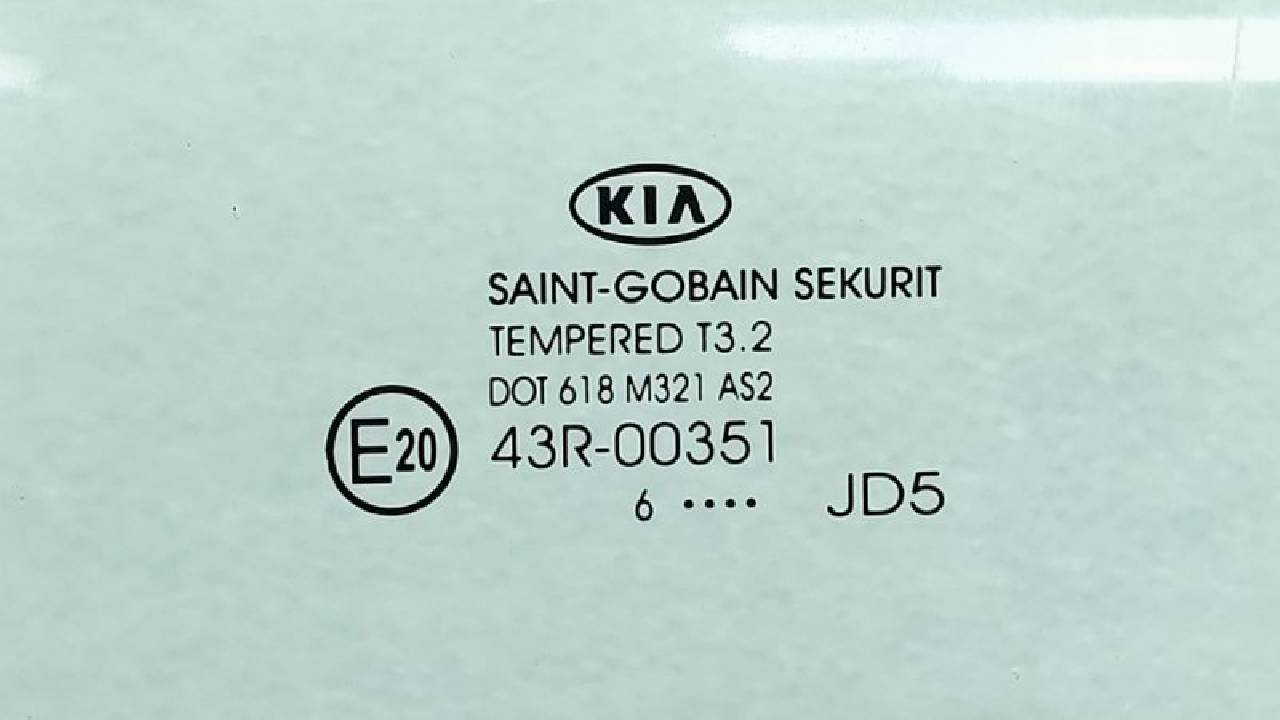 KIA
SAINT-GOBAIN SEKURIT
TEMPERED T3.2
DOT 618 M321 AS2
E20 43R-00351
6 •••• JD5